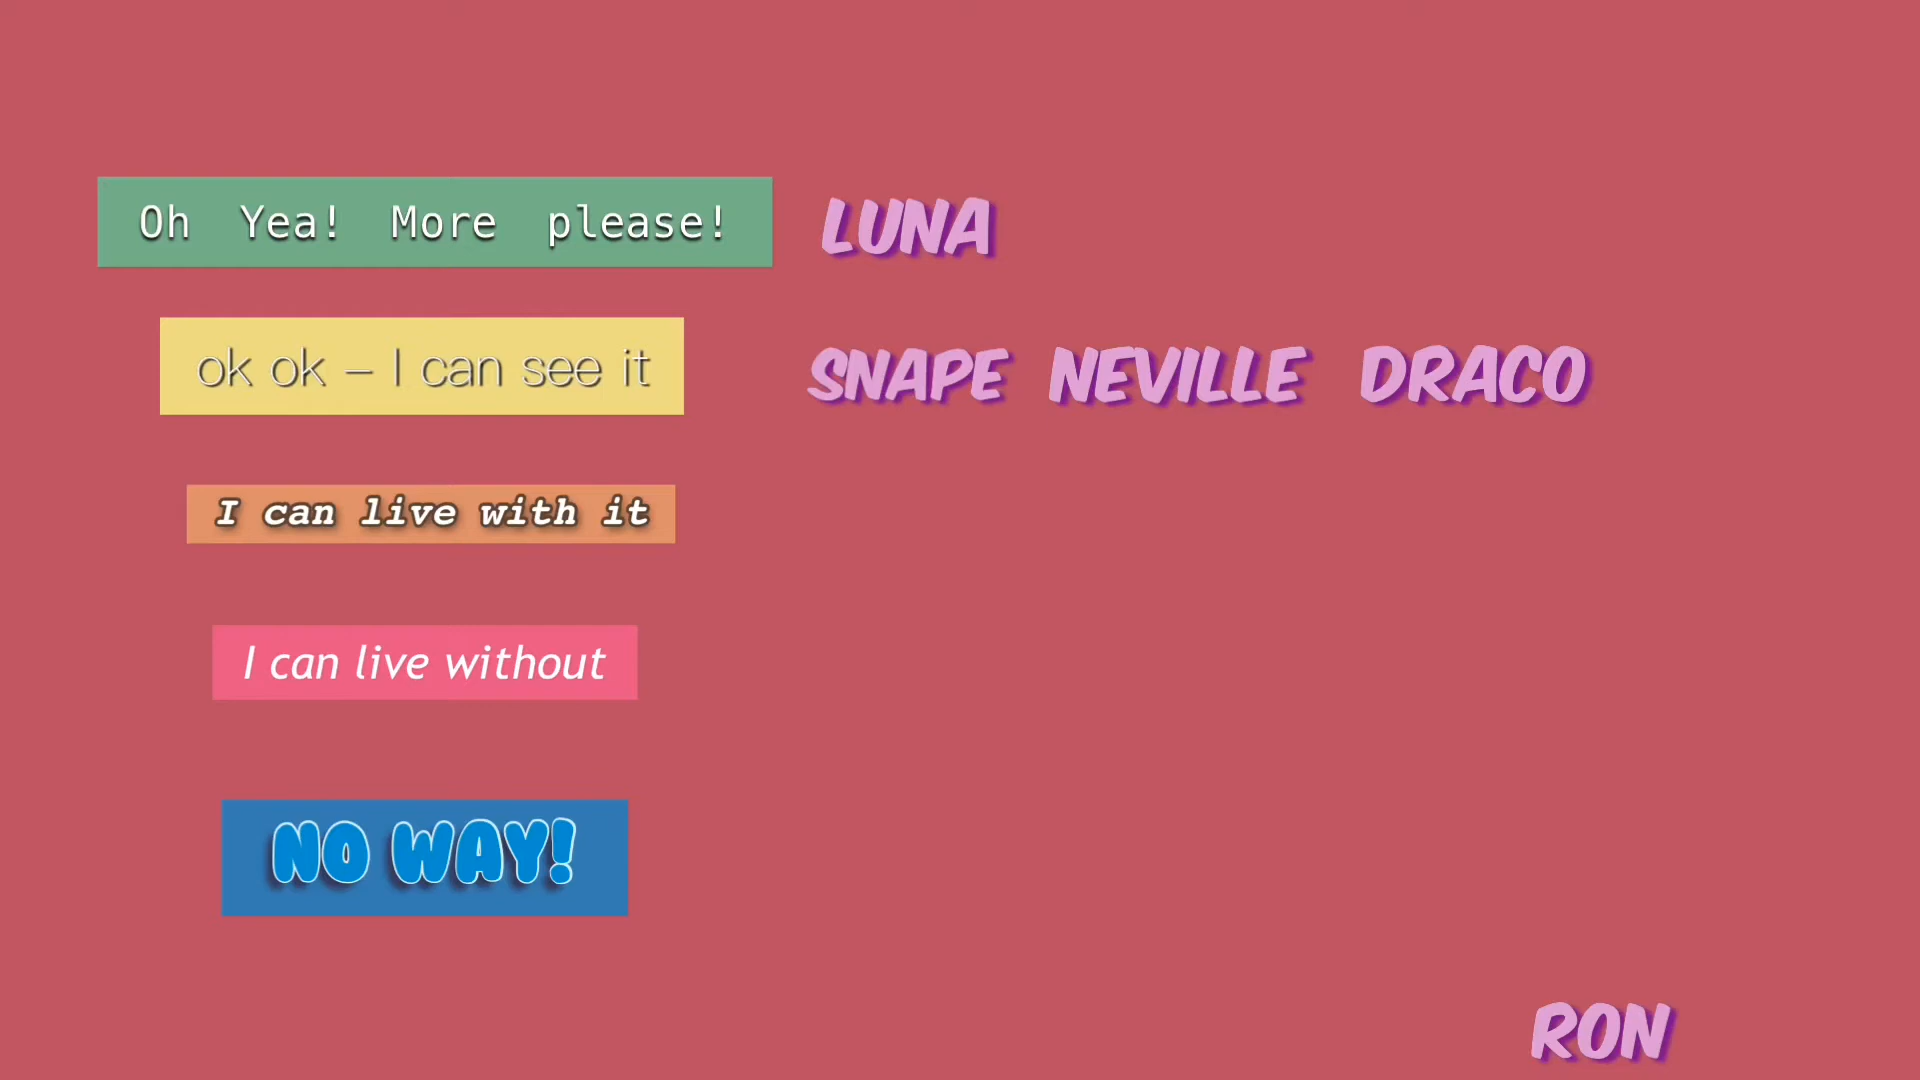 Oh Yea! More please! LUNA
ok ok – I can see it SNAPE NEVILLE DRACO
I can live with it
I can live without
NO WAY!
RON